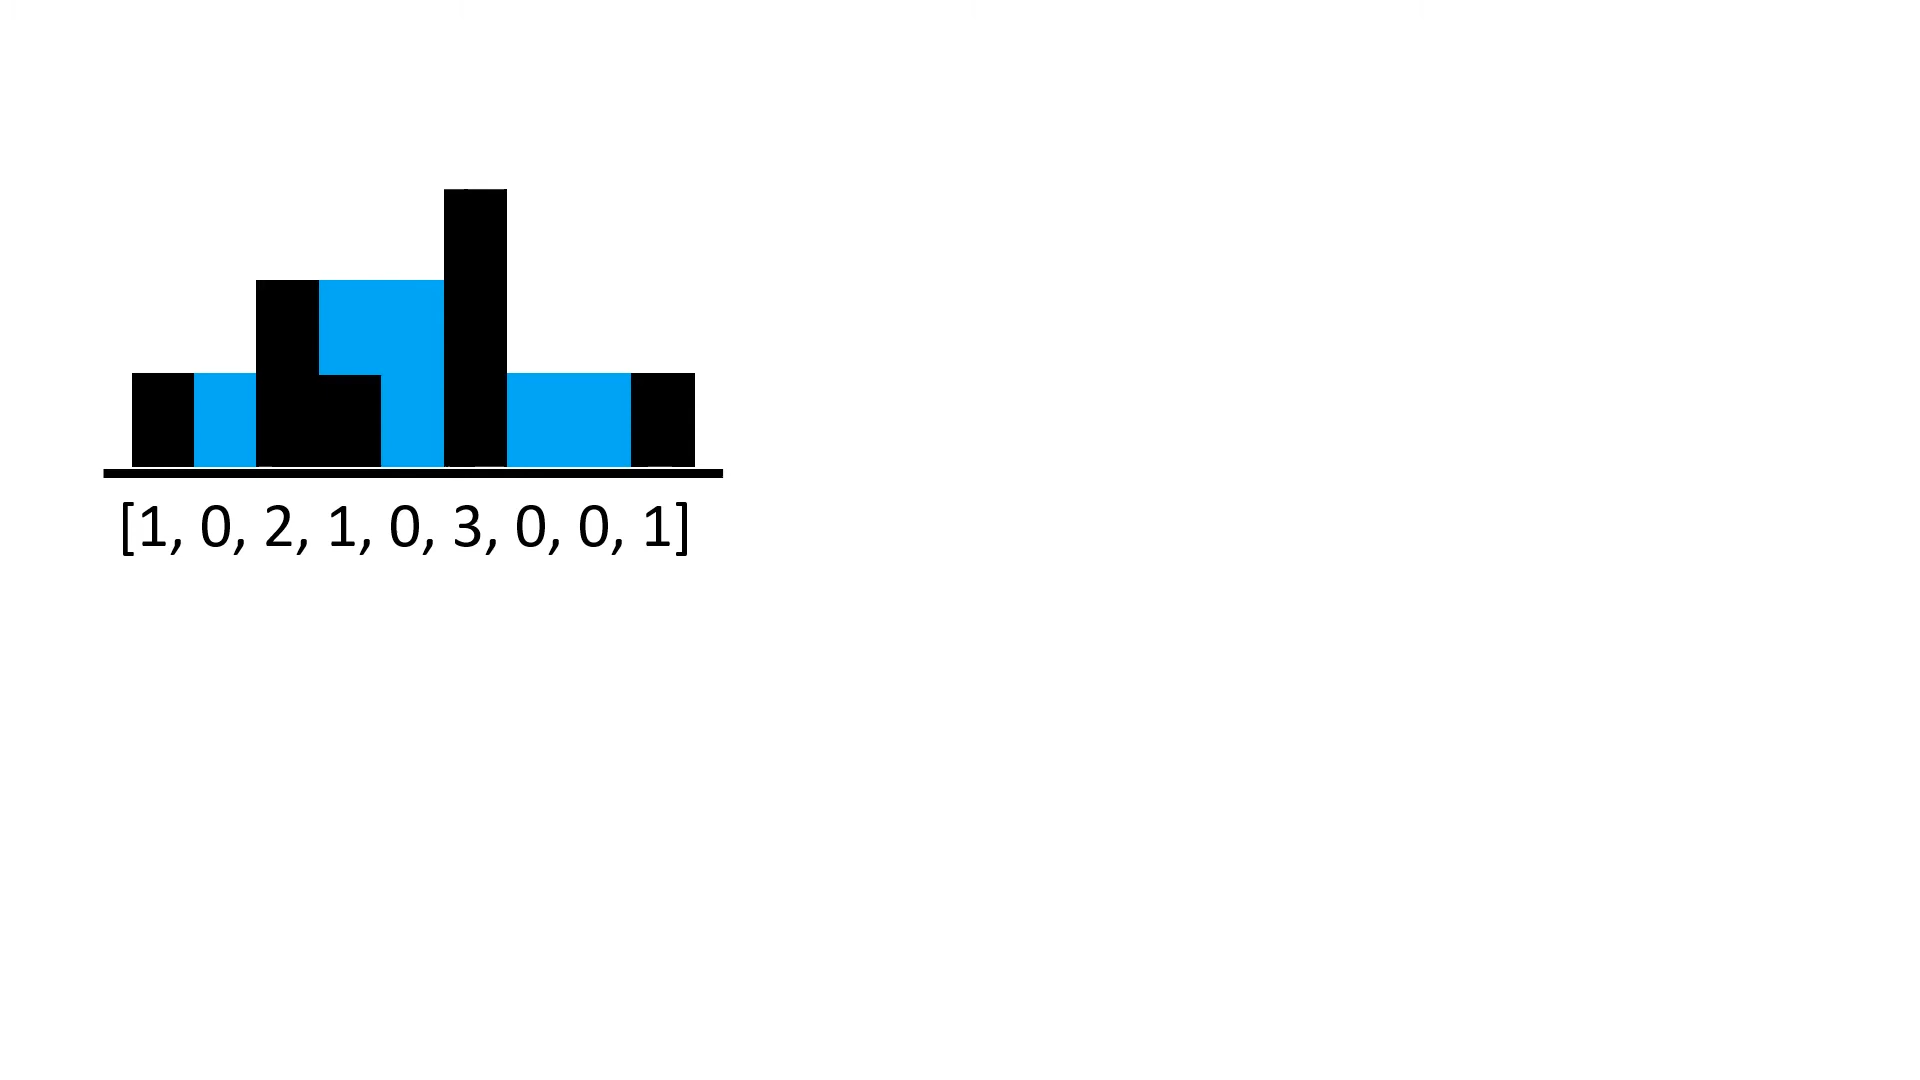 [1, 0, 2, 1, 0, 3, 0, 0, 1]